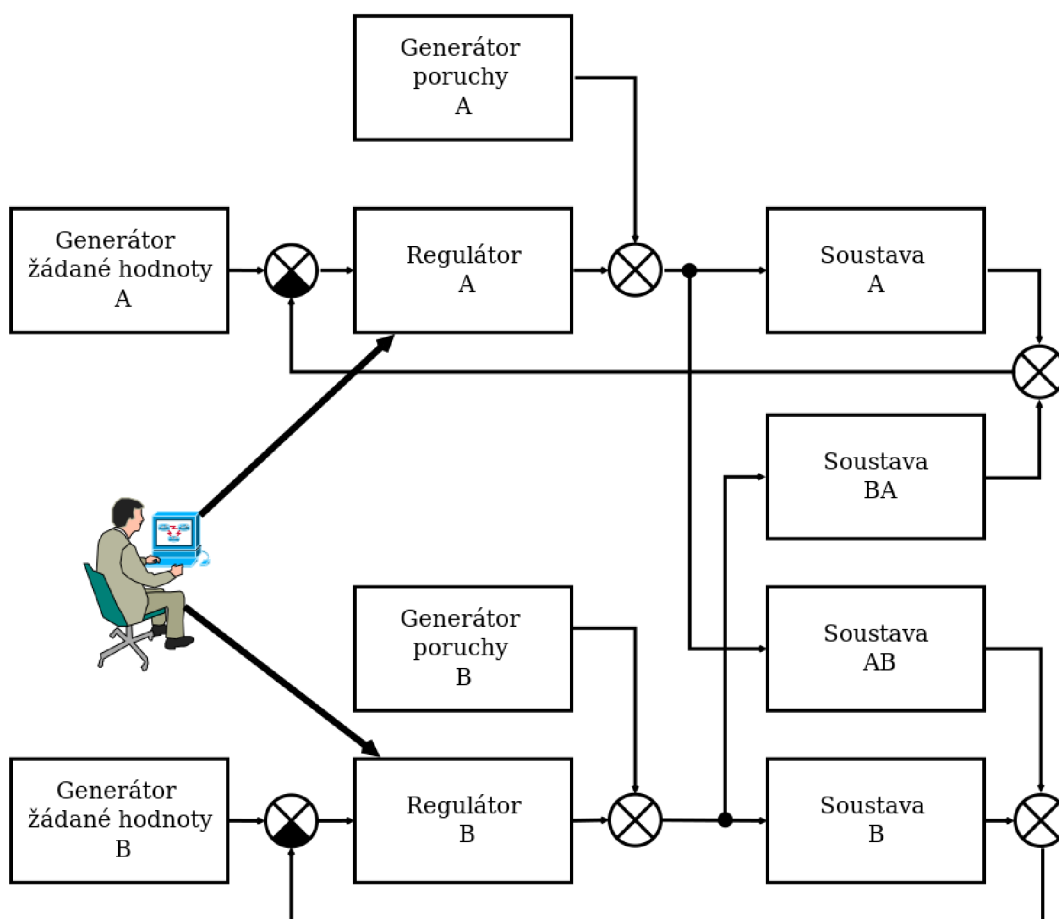 Generátor
poruchy
A
Generátor
žádané hodnoty
A
Regulátor
A
Soustava
A
Soustava
BA
Generátor
poruchy
B
Soustava
AB
Generátor
žádané hodnoty
B
Regulátor
B
Soustava
B